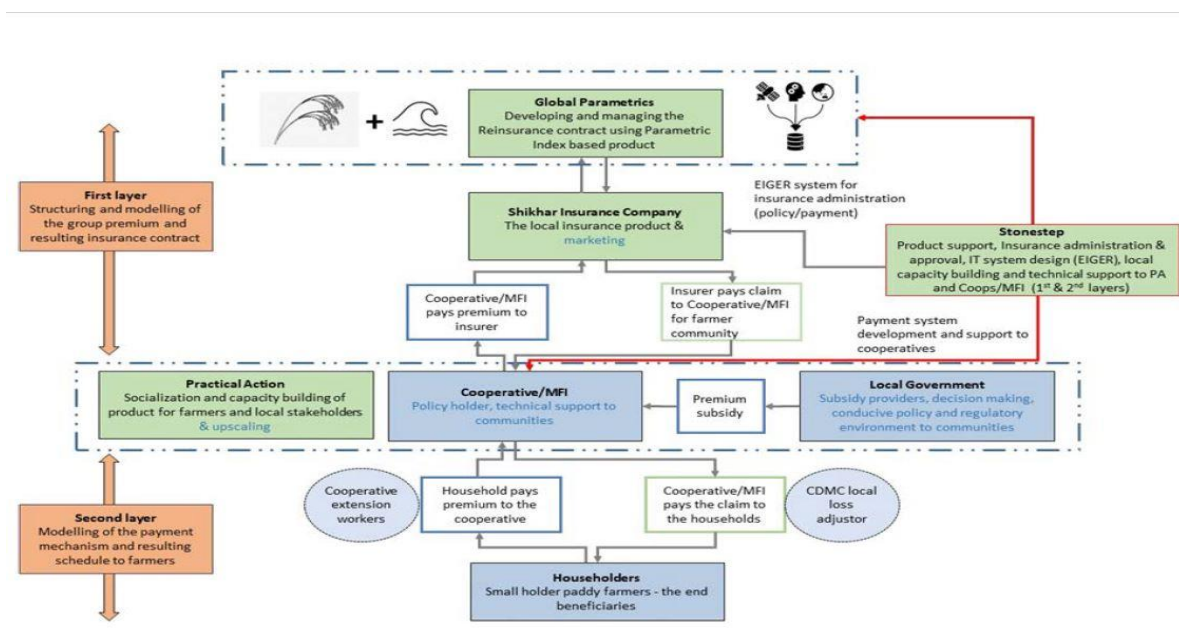 Global Parametrics
Developing and managing the
Reinsurance contract using Parametric
Index based product
First layer
Structuring and modelling of
the group premium and
resulting insurance contract
Shikhar Insurance Company
The local insurance product &
marketing
EIGER system for
insurance administration
(policy/payment)
Stonestep
Product support, Insurance administration &
approval, IT system design (EIGER), local
capacity building and technical support to PA
and Coops/MFI (1st & 2nd layers)
Cooperative/MFI
pays premium to
insurer
Insurer pays claim
to Cooperative/MFI
for farmer
community
Payment system
development and support to
cooperatives
Practical Action
Socialization and capacity building of
product for farmers and local stakeholders
& upscaling
Cooperative/MFI
Policy holder, technical support to
communities
Premium
subsidy
Local Government
Subsidy providers, decision making,
conducive policy and regulatory
environment to communities
Second layer
Modelling of the payment
mechanism and resulting
schedule to farmers
Cooperative
extension
workers
Household pays
premium to the
cooperative
Cooperative/MFI
pays the claim to
the households
CDMC local
loss
adjustor
Householders
Small holder paddy farmers - the end
beneficiaries